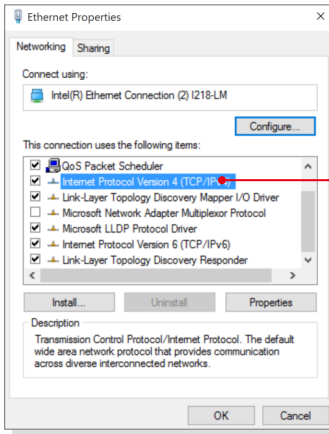 Ethernet Properties
Networking Sharing
Connect using:
Intel(R) Ethernet Connection (2) I218-LM
Configure...
This connection uses the following items:
QoS Packet Scheduler
Internet Protocol Version 4 (TCP/IPv4)
Link-Layer Topology Discovery Mapper I/O Driver
Microsoft Network Adapter Multiplexor Protocol
Microsoft LLDP Protocol Driver
Internet Protocol Version 6 (TCP/IPv6)
Link-Layer Topology Discovery Responder
Install... Uninstall Properties
Description
Transmission Control Protocol/Internet Protocol. The default
wide area network protocol that provides communication
across diverse interconnected networks.
OK Cancel